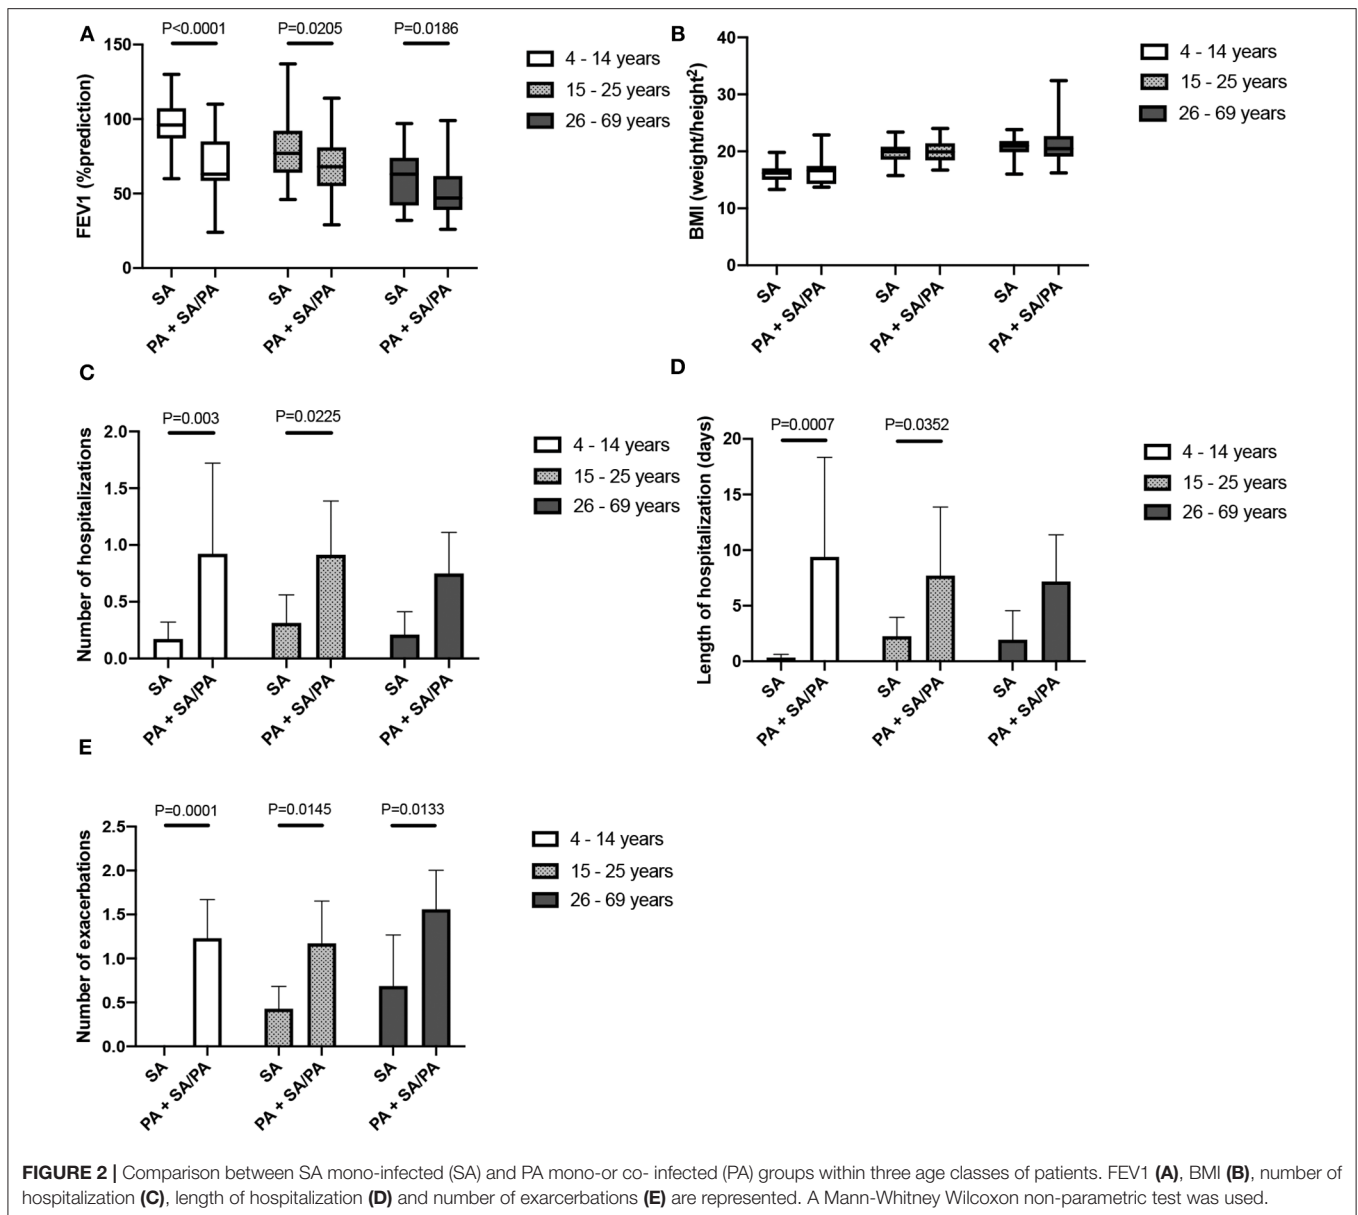 A
P<0.0001
P=0.0205
P=0.0186
150
100
50
0
FEV1 (%prediction)
SA
PA + SA/PA
SA
PA + SA/PA
SA
PA + SA/PA
4 - 14 years
15 - 25 years
26 - 69 years
B
40
30
20
10
0
BMI (weight/height²)
SA
PA + SA/PA
SA
PA + SA/PA
SA
PA + SA/PA
4 - 14 years
15 - 25 years
26 - 69 years
C
P=0.003
P=0.0225
2.0
1.5
1.0
0.5
0.0
Number of hospitalizations
SA
PA + SA/PA
SA
PA + SA/PA
SA
PA + SA/PA
4 - 14 years
15 - 25 years
26 - 69 years
D
P=0.0007
P=0.0352
20
15
10
5
0
Length of hospitalization (days)
SA
PA + SA/PA
SA
PA + SA/PA
SA
PA + SA/PA
4 - 14 years
15 - 25 years
26 - 69 years
E
P=0.0001
P=0.0145
P=0.0133
2.5
2.0
1.5
1.0
0.5
0.0
Number of exacerbations
SA
PA + SA/PA
SA
PA + SA/PA
SA
PA + SA/PA
4 - 14 years
15 - 25 years
26 - 69 years
FIGURE 2 | Comparison between SA mono-infected (SA) and PA mono-or co- infected (PA) groups within three age classes of patients. FEV1 (A), BMI (B), number of
hospitalization (C), length of hospitalization (D) and number of exarcerbations (E) are represented. A Mann-Whitney Wilcoxon non-parametric test was used.